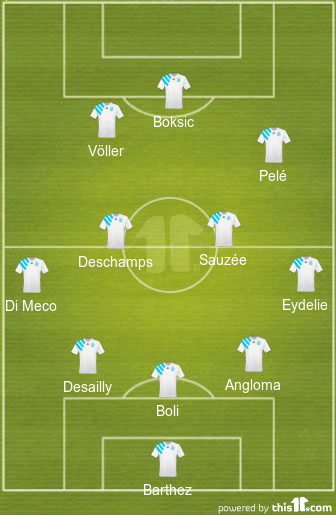 Boksic
Völler
Pelé
Deschamps
Sauzée
Di Meco
Eydelie
Desailly
Angloma
Boli
Barthez
powered by this11.com